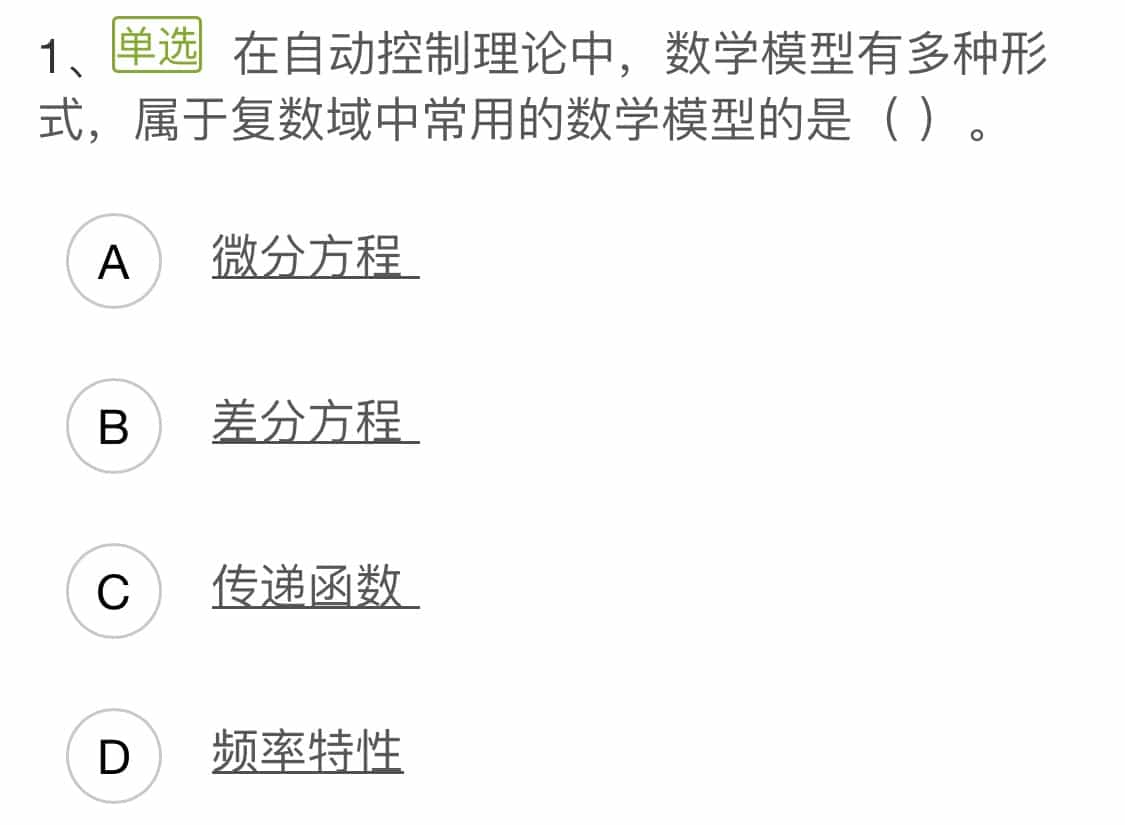 1、单选 在自动控制理论中，数学模型有多种形
式，属于复数域中常用的数学模型的是（ ）。
A 微分方程
B 差分方程
C 传递函数
D 频率特性